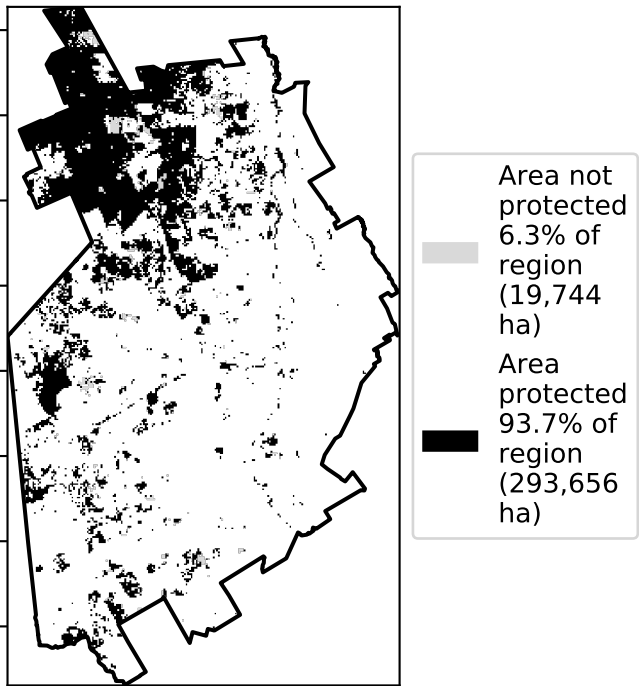 Area not
protected
6.3% of
region
(19,744
ha)
Area
protected
93.7% of
region
(293,656
ha)